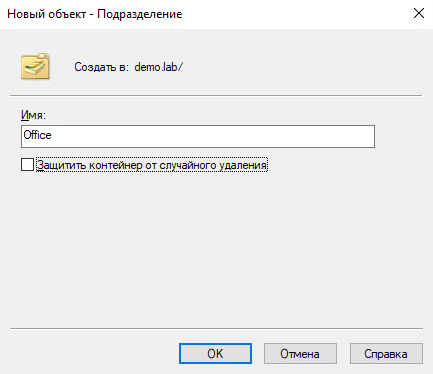 Новый объект - Подразделение
Создать в: demo.lab/
Имя:
Office
Защитить контейнер от случайного удаления
OK
Отмена
Справка